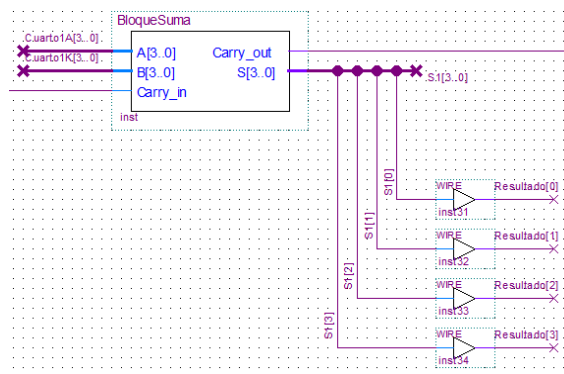 BloqueSuma
Cuarto1A[3..0]
A[3..0]
Carry_out
Cuarto1K[3..0]
B[3..0]
S[3..0]
S1[3..0]
Carry_in
inst
S1[0]
WIRE
Resultado[0]
inst31
S1[1]
WIRE
Resultado[1]
inst32
S1[2]
WIRE
Resultado[2]
inst33
S1[3]
WIRE
Resultado[3]
inst34